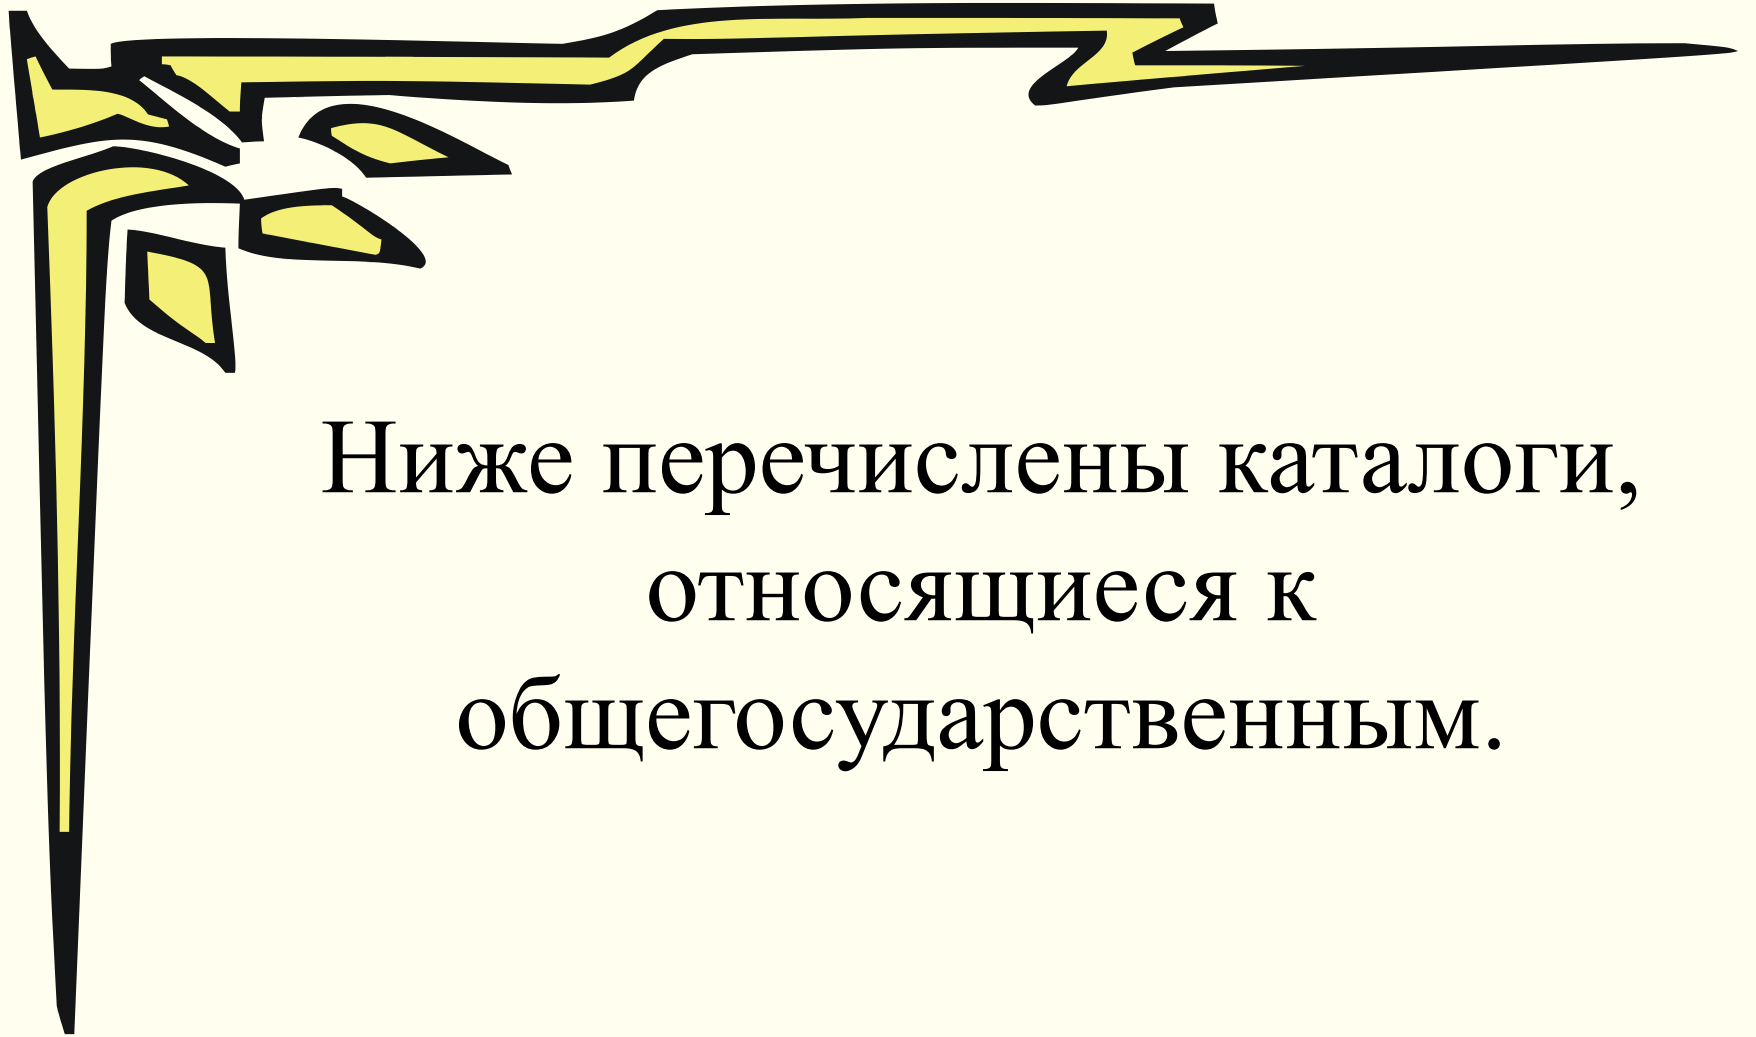 Ниже перечислены каталоги,
относящиеся к
общегосударственным.